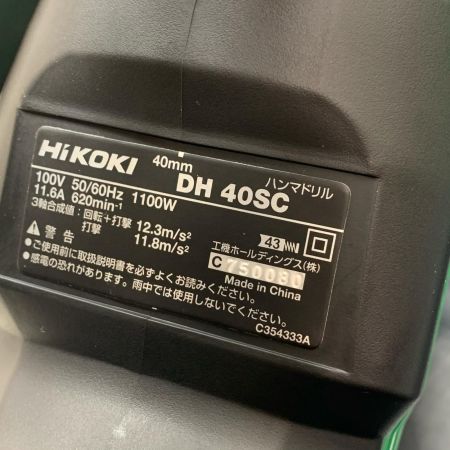 HiKOKI 40mm DH 40SC ハンマドリル
100V 50/60Hz 1100W
11.6A 620min-1
3軸合成値：回転＋打撃 12.3m/s²
打撃 11.8m/s²
43
⚠ 警告
工機ホールディングス(株)
●ご使用前に取扱説明書を必ずよくお読みください。
C750080
●感電の恐れがあります。雨中では使用しないでください。
Made in China
C354333A